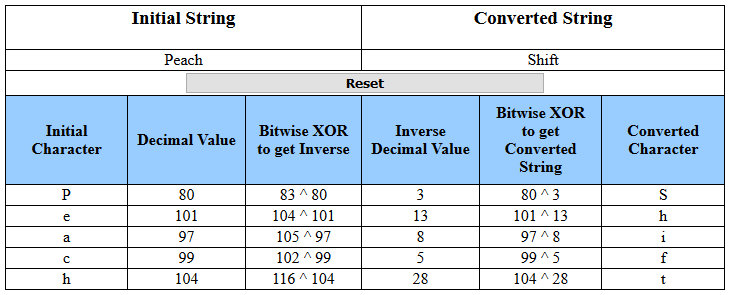 Initial String Converted String
Peach Shift
Reset
Initial Character Decimal Value Bitwise XOR to get Inverse Inverse Decimal Value Bitwise XOR to get Converted String Converted Character
P 80 83 ^ 80 3 80 ^ 3 S
e 101 104 ^ 101 13 101 ^ 13 h
a 97 105 ^ 97 8 97 ^ 8 i
c 99 102 ^ 99 5 99 ^ 5 f
h 104 116 ^ 104 28 104 ^ 28 t